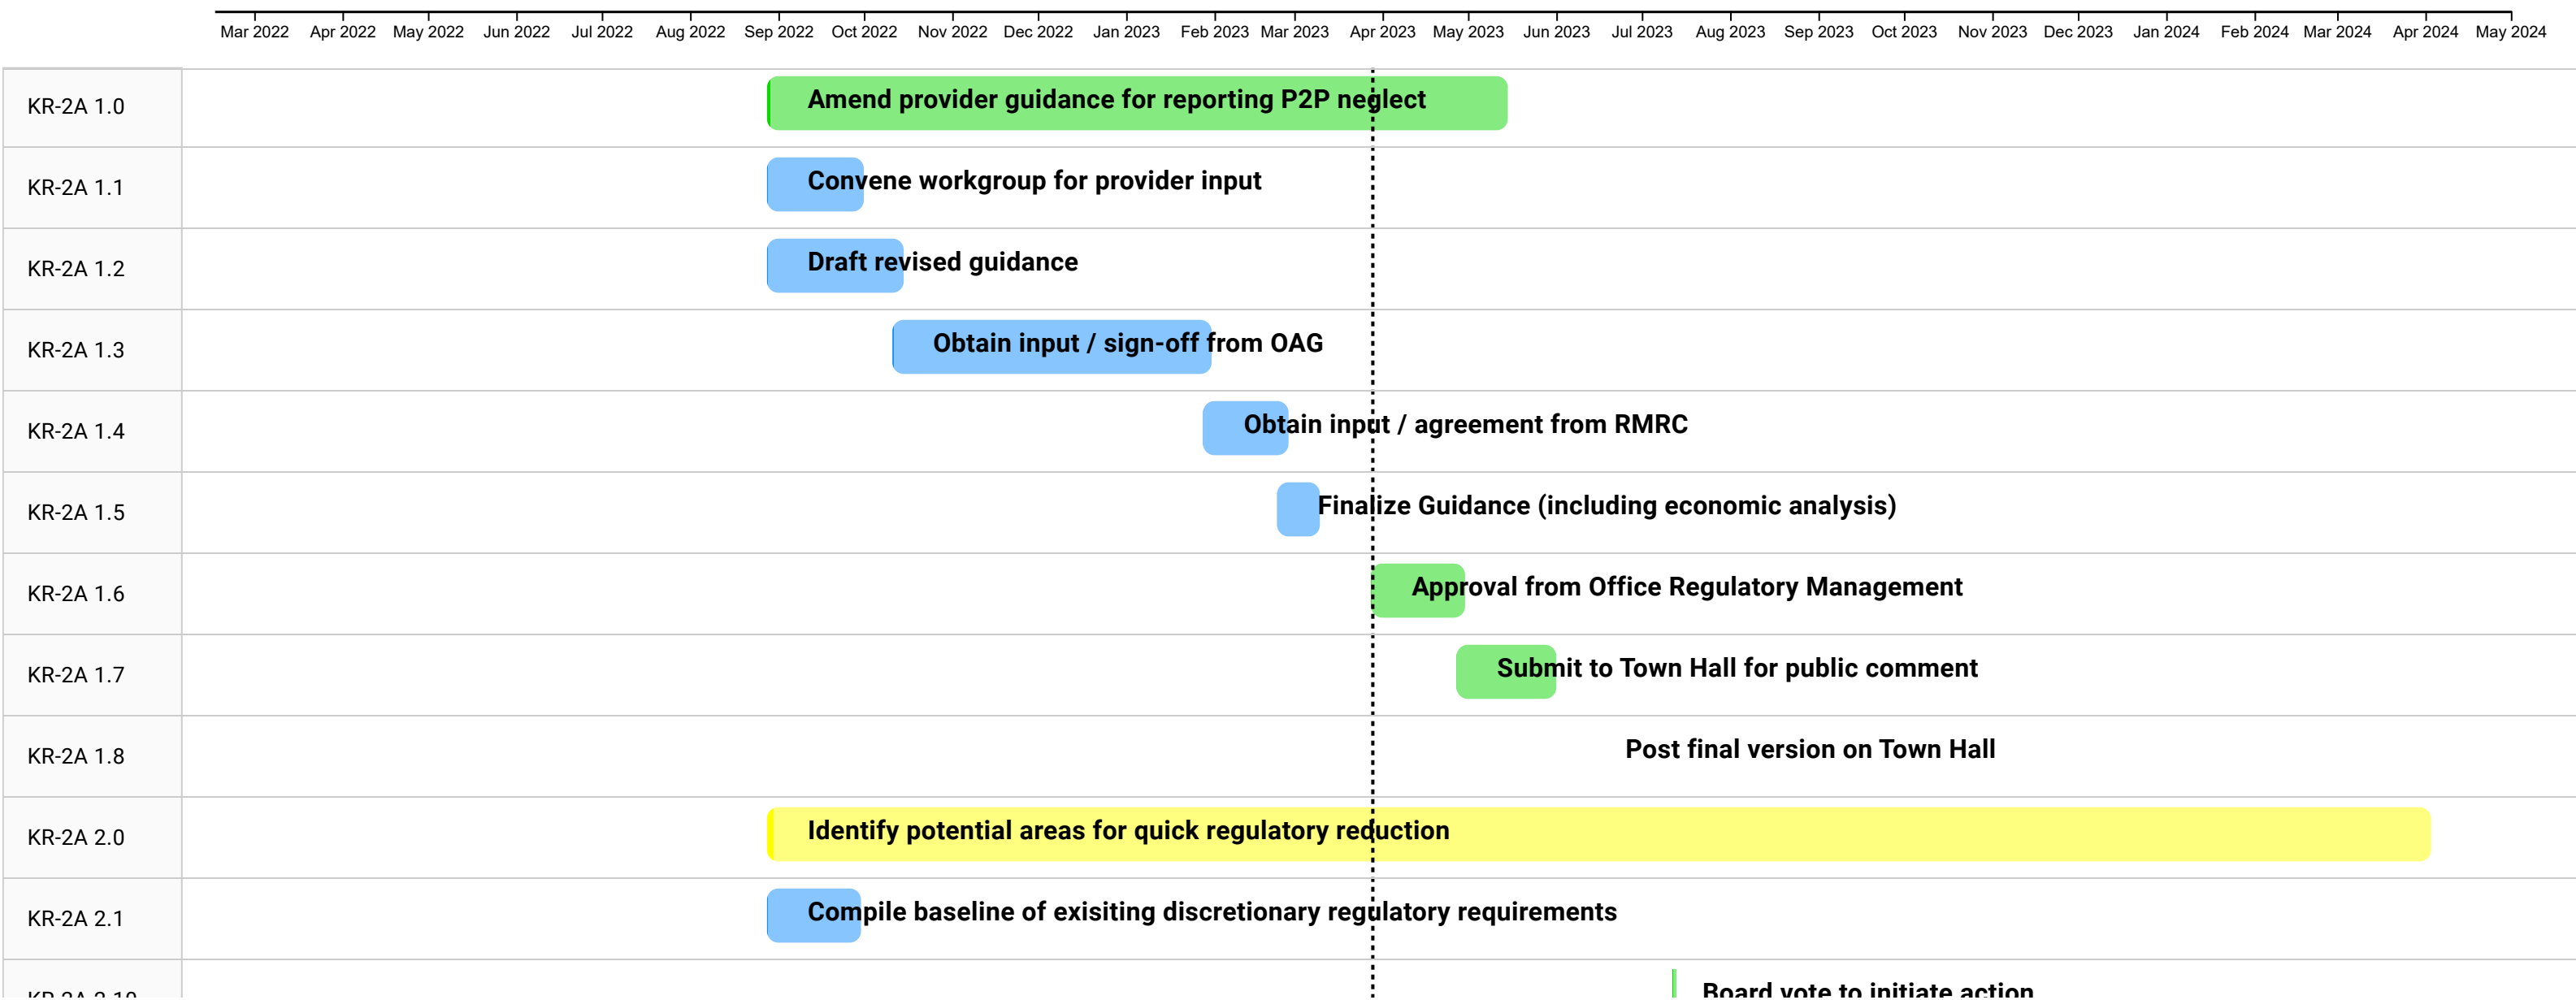 Mar 2022 Apr 2022 May 2022 Jun 2022 Jul 2022 Aug 2022 Sep 2022 Oct 2022 Nov 2022 Dec 2022 Jan 2023 Feb 2023 Mar 2023 Apr 2023 May 2023 Jun 2023 Jul 2023 Aug 2023 Sep 2023 Oct 2023 Nov 2023 Dec 2023 Jan 2024 Feb 2024 Mar 2024 Apr 2024 May 2024
KR-2A 1.0 Amend provider guidance for reporting P2P neglect
KR-2A 1.1 Convene workgroup for provider input
KR-2A 1.2 Draft revised guidance
KR-2A 1.3 Obtain input / sign-off from OAG
KR-2A 1.4 Obtain input / agreement from RMRC
KR-2A 1.5 Finalize Guidance (including economic analysis)
KR-2A 1.6 Approval from Office Regulatory Management
KR-2A 1.7 Submit to Town Hall for public comment
KR-2A 1.8 Post final version on Town Hall
KR-2A 2.0 Identify potential areas for quick regulatory reduction
KR-2A 2.1 Compile baseline of exisiting discretionary regulatory requirements
KR-2A 2.10 Board vote to initiate action